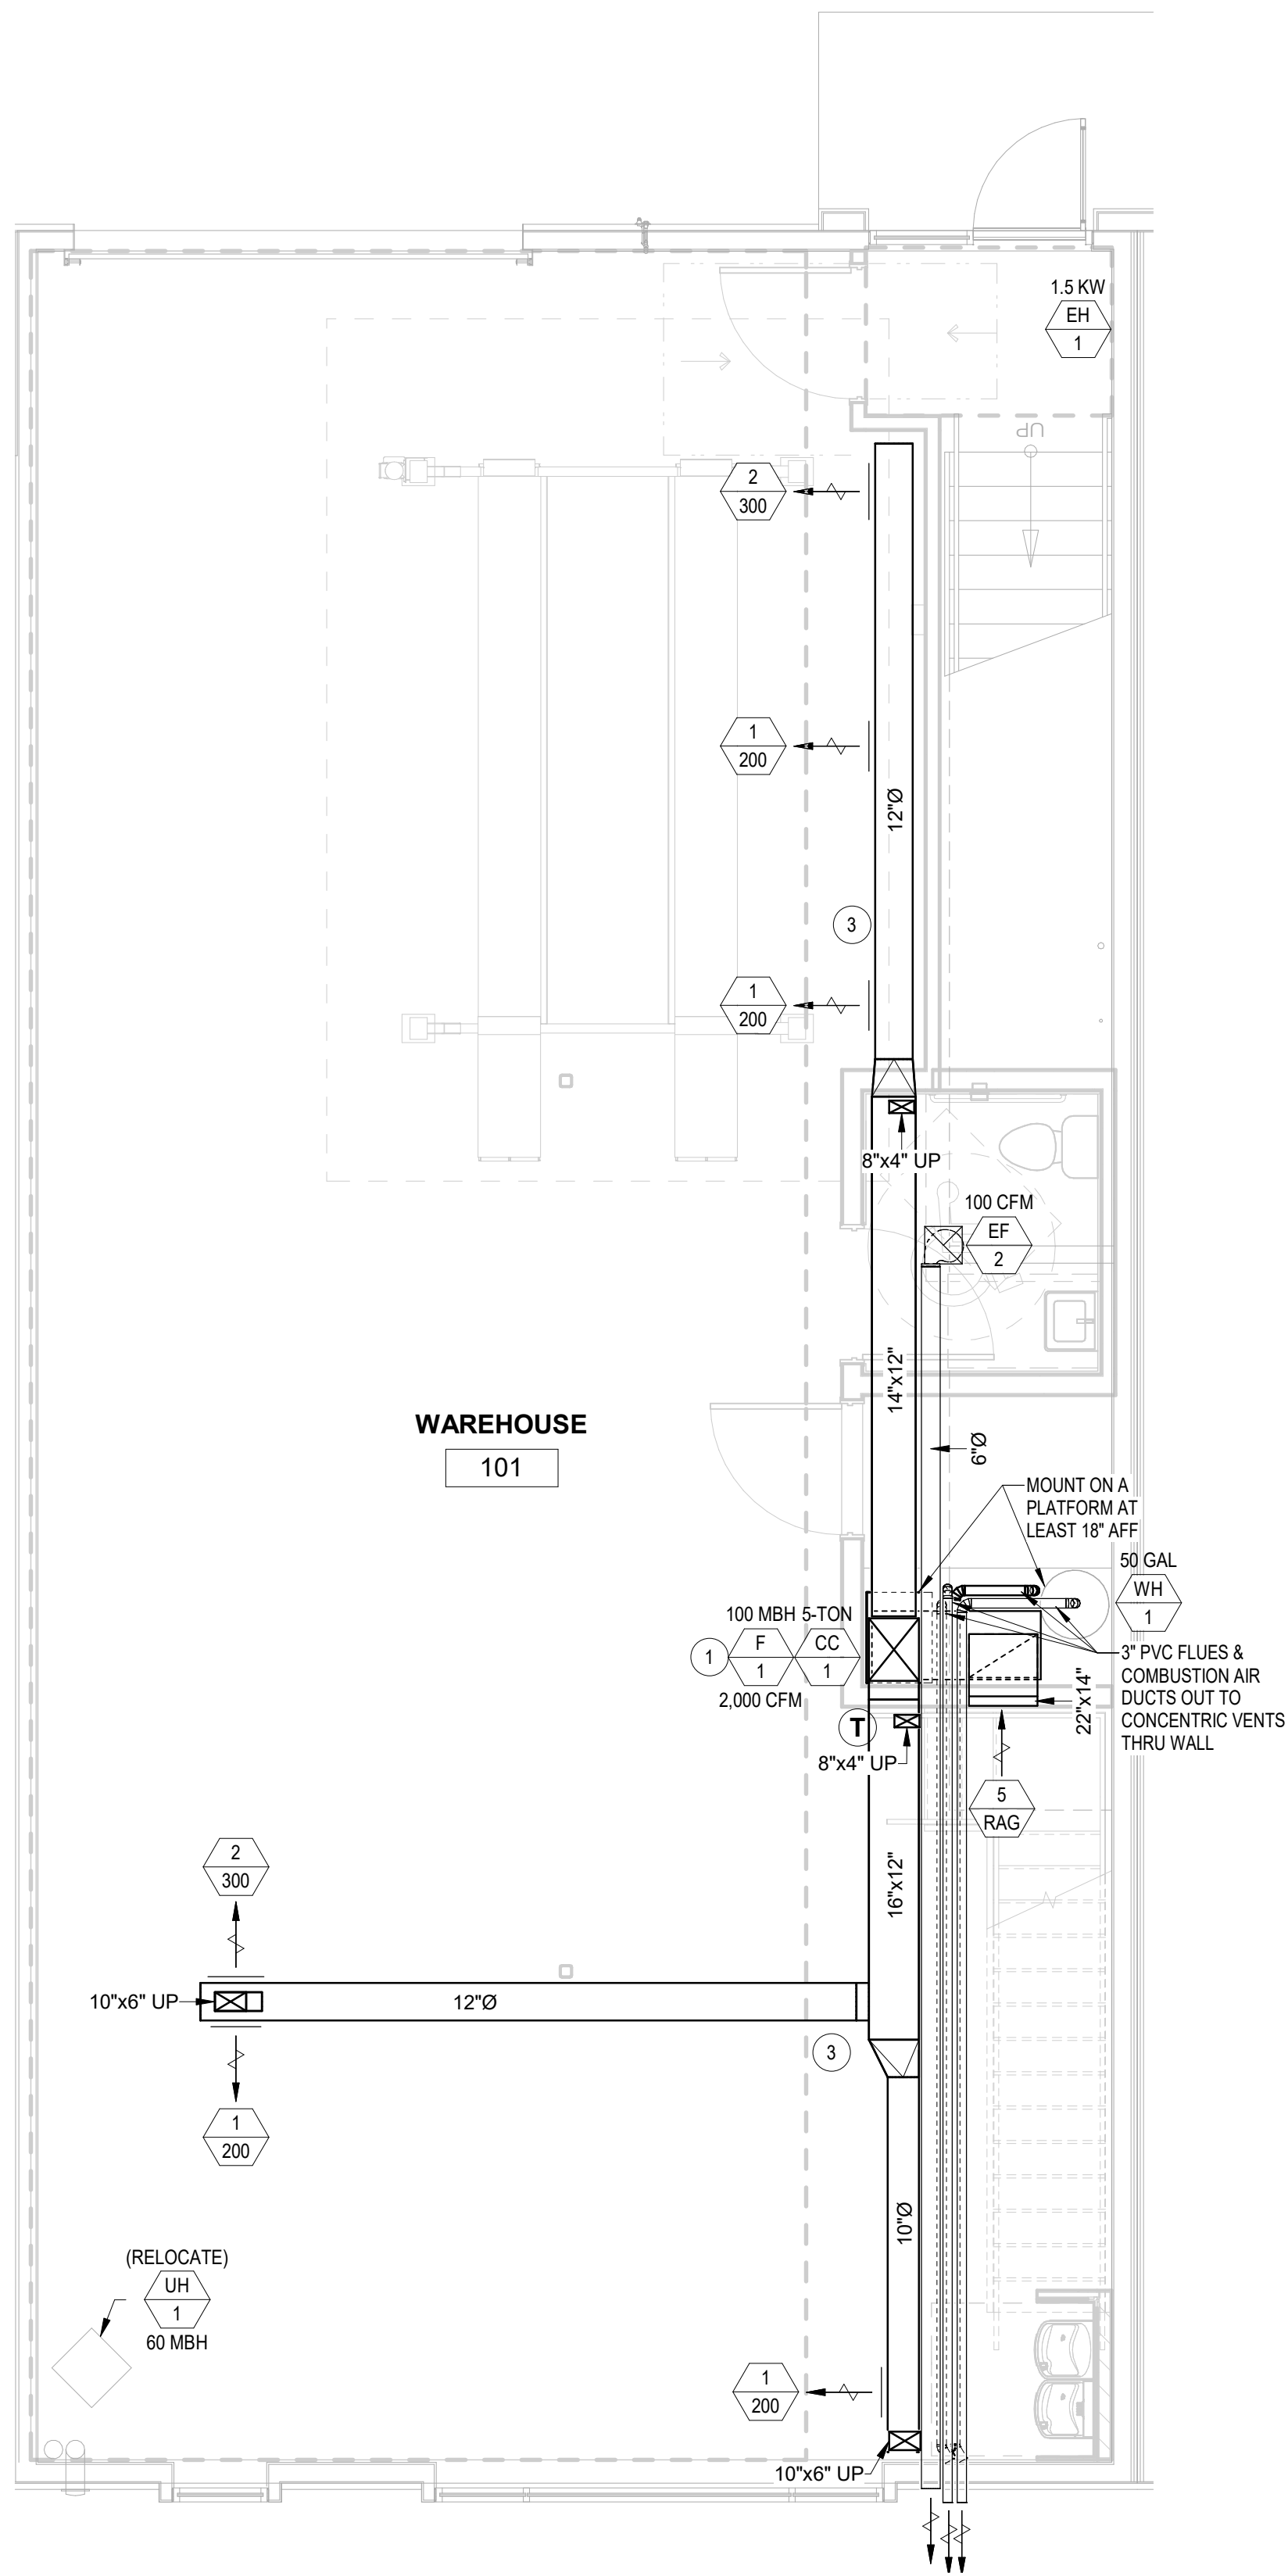 1.5 KW
EH
1
UP
2
300
1
200
12"Ø
3
1
200
8"x4" UP
100 CFM
EF
2
14"x12"
WAREHOUSE
101
6"Ø
MOUNT ON A
PLATFORM AT
LEAST 18" AFF
50 GAL
WH
1
100 MBH 5-TON
1
F
1
CC
1
2,000 CFM
3" PVC FLUES &
COMBUSTION AIR
DUCTS OUT TO
CONCENTRIC VENTS
THRU WALL
22"x14"
T
8"x4" UP
5
RAG
2
300
16"x12"
10"x6" UP
12"Ø
3
1
200
10"Ø
(RELOCATE)
UH
1
60 MBH
1
200
10"x6" UP